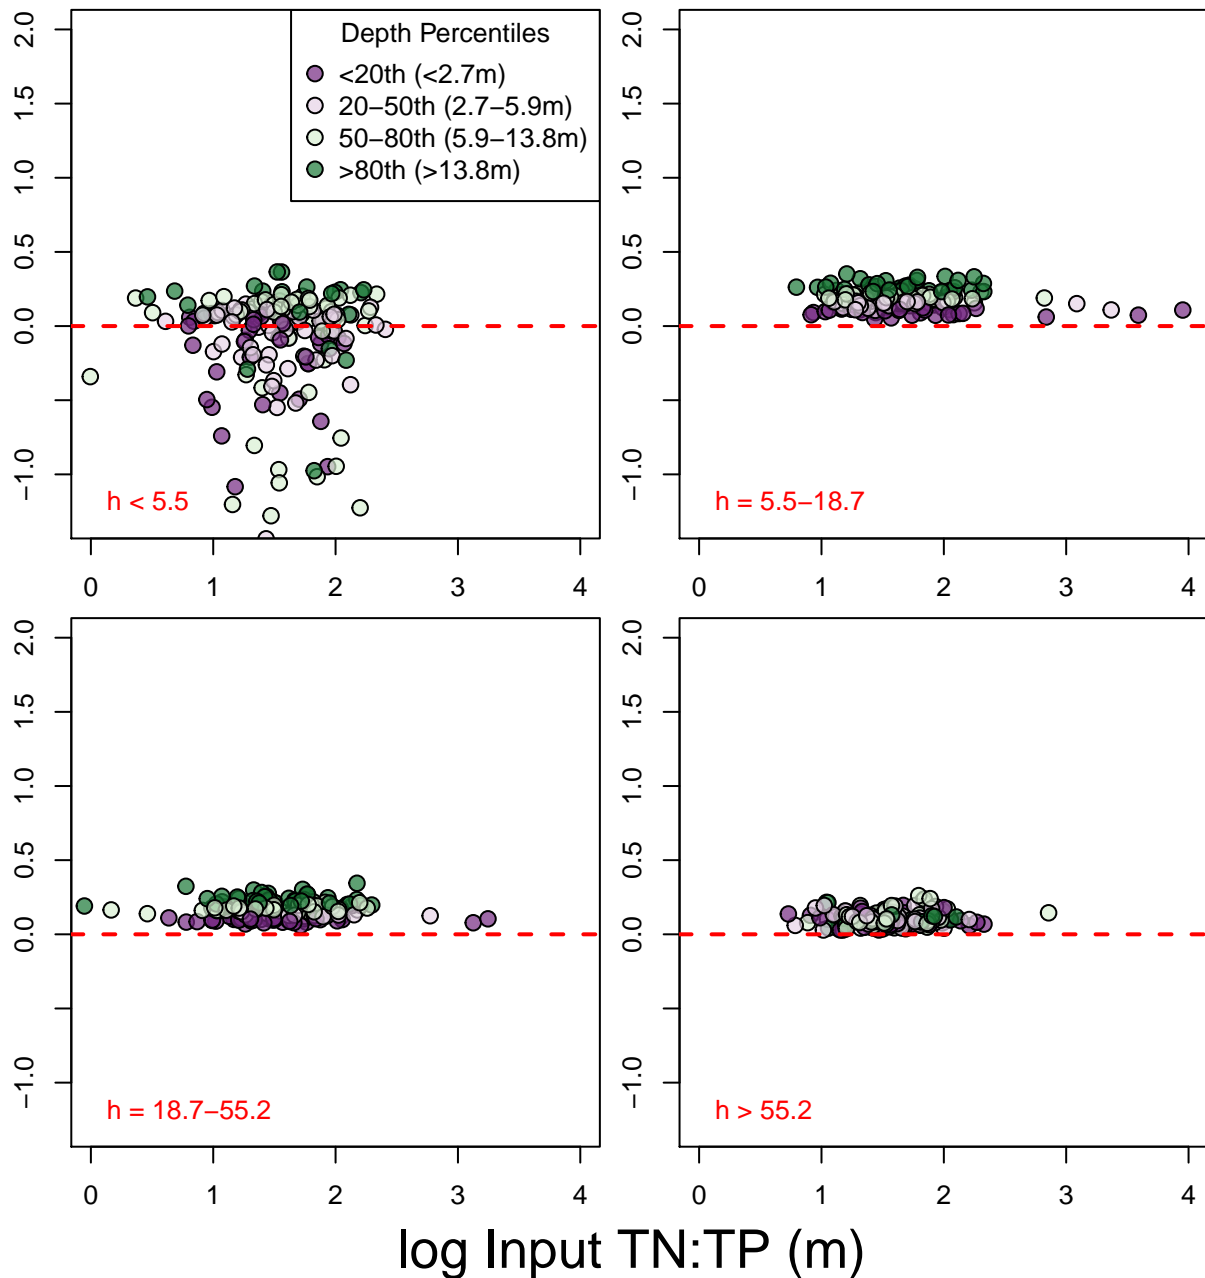 2.0
1.5
1.0
0.5
0.0
−1.0
Depth Percentiles
<20th (<2.7m)
20−50th (2.7−5.9m)
50−80th (5.9−13.8m)
>80th (>13.8m)
h < 5.5
0 1 2 3 4
2.0
1.5
1.0
0.5
0.0
−1.0
h = 5.5−18.7
0 1 2 3 4
2.0
1.5
1.0
0.5
0.0
−1.0
h = 18.7−55.2
0 1 2 3 4
2.0
1.5
1.0
0.5
0.0
−1.0
h > 55.2
0 1 2 3 4
log Input TN:TP (m)